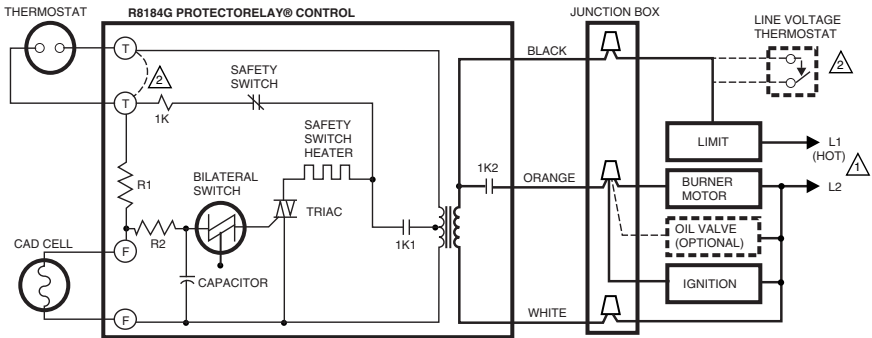 THERMOSTAT
R8184G PROTECTORELAY® CONTROL
JUNCTION BOX
LINE VOLTAGE
THERMOSTAT
T
BLACK
2
2
SAFETY
SWITCH
T
1K
SAFETY
SWITCH
HEATER
LIMIT
L1
(HOT)
1
1K2
ORANGE
R1
BILATERAL
SWITCH
BURNER
MOTOR
L2
TRIAC
R2
OIL VALVE
(OPTIONAL)
CAD CELL
F
1K1
CAPACITOR
IGNITION
F
WHITE